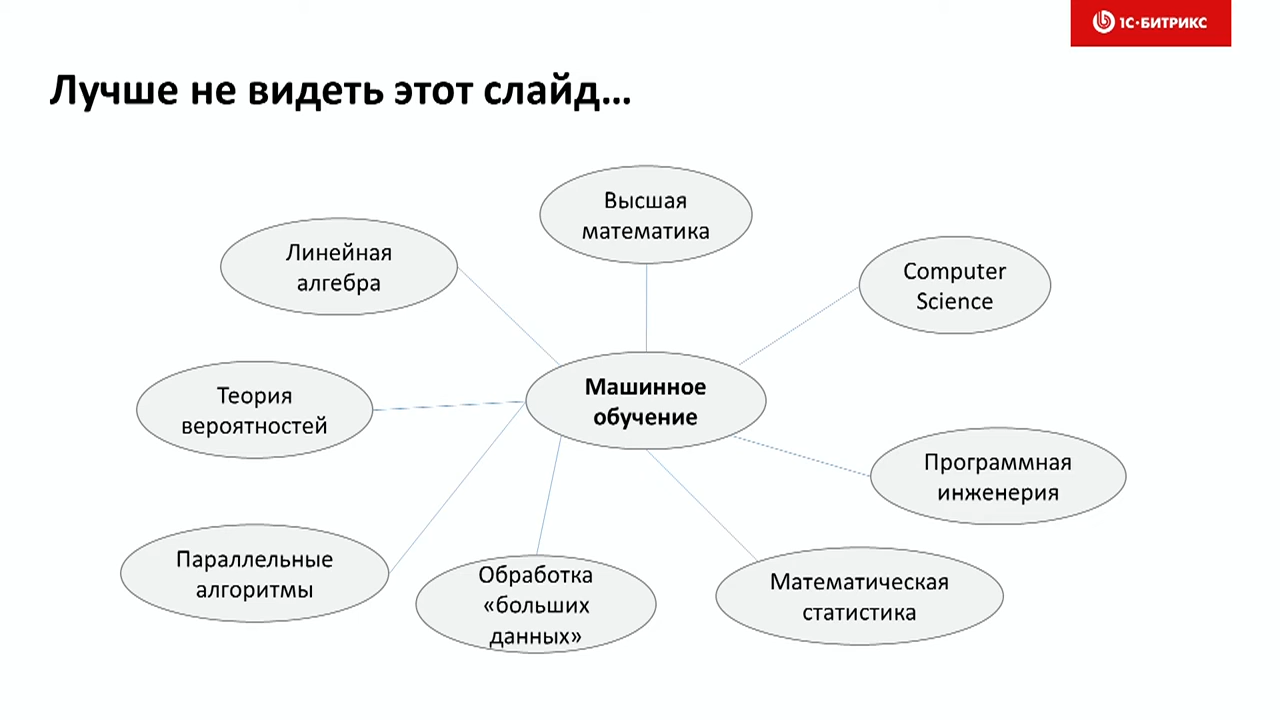 1С·БИТРИКС
Лучше не видеть этот слайд…
Высшая
математика
Линейная
алгебра
Computer
Science
Машинное
обучение
Теория
вероятностей
Программная
инженерия
Параллельные
алгоритмы
Обработка
«больших
данных»
Математическая
статистика